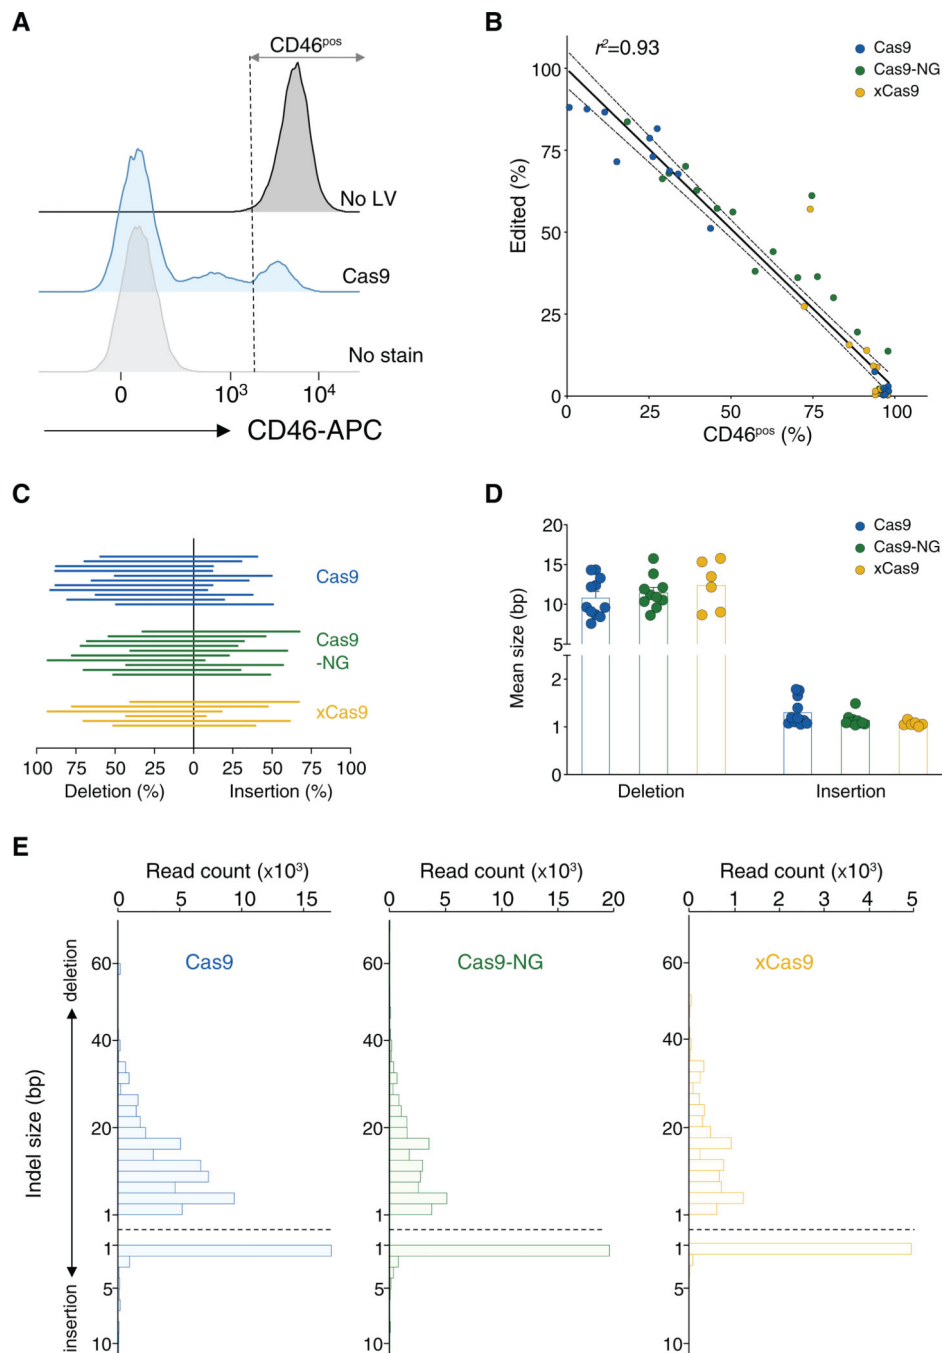 A
CD46pos
No LV
Cas9
No stain
0 10³ 10⁴
CD46-APC
B
r²=0.93
Cas9
Cas9-NG
xCas9
Edited (%)
100
75
50
25
0
0 25 50 75 100
CD46pos (%)
C
Cas9
Cas9
-NG
xCas9
100 75 50 25 0 25 50 75 100
Deletion (%) Insertion (%)
D
Cas9
Cas9-NG
xCas9
Mean size (bp)
20
15
10
5
2
1
0
Deletion Insertion
E
Read count (x10³) Read count (x10³) Read count (x10³)
0 5 10 15 0 5 10 15 20 0 1 2 3 4 5
Cas9 Cas9-NG xCas9
Indel size (bp)
deletion
insertion
60 60 60
40 40 40
20 20 20
1 1 1
1 1 1
5 5 5
10 10 10